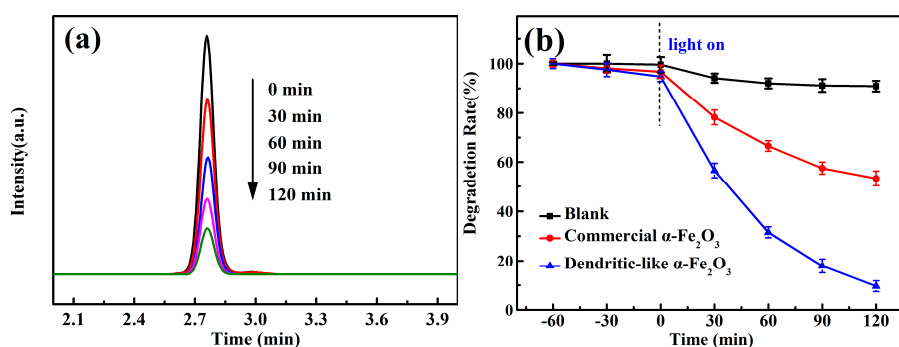 (a)
Intensity(a.u.)
0 min
30 min
60 min
90 min
120 min
2.1 2.4 2.7 3.0 3.3 3.6 3.9
Time (min)
(b)
light on
Degradetion Rate(%)
100
80
60
40
20
0
Blank
Commercial α-Fe₂O₃
Dendritic-like α-Fe₂O₃
-60 -30 0 30 60 90 120
Time (min)